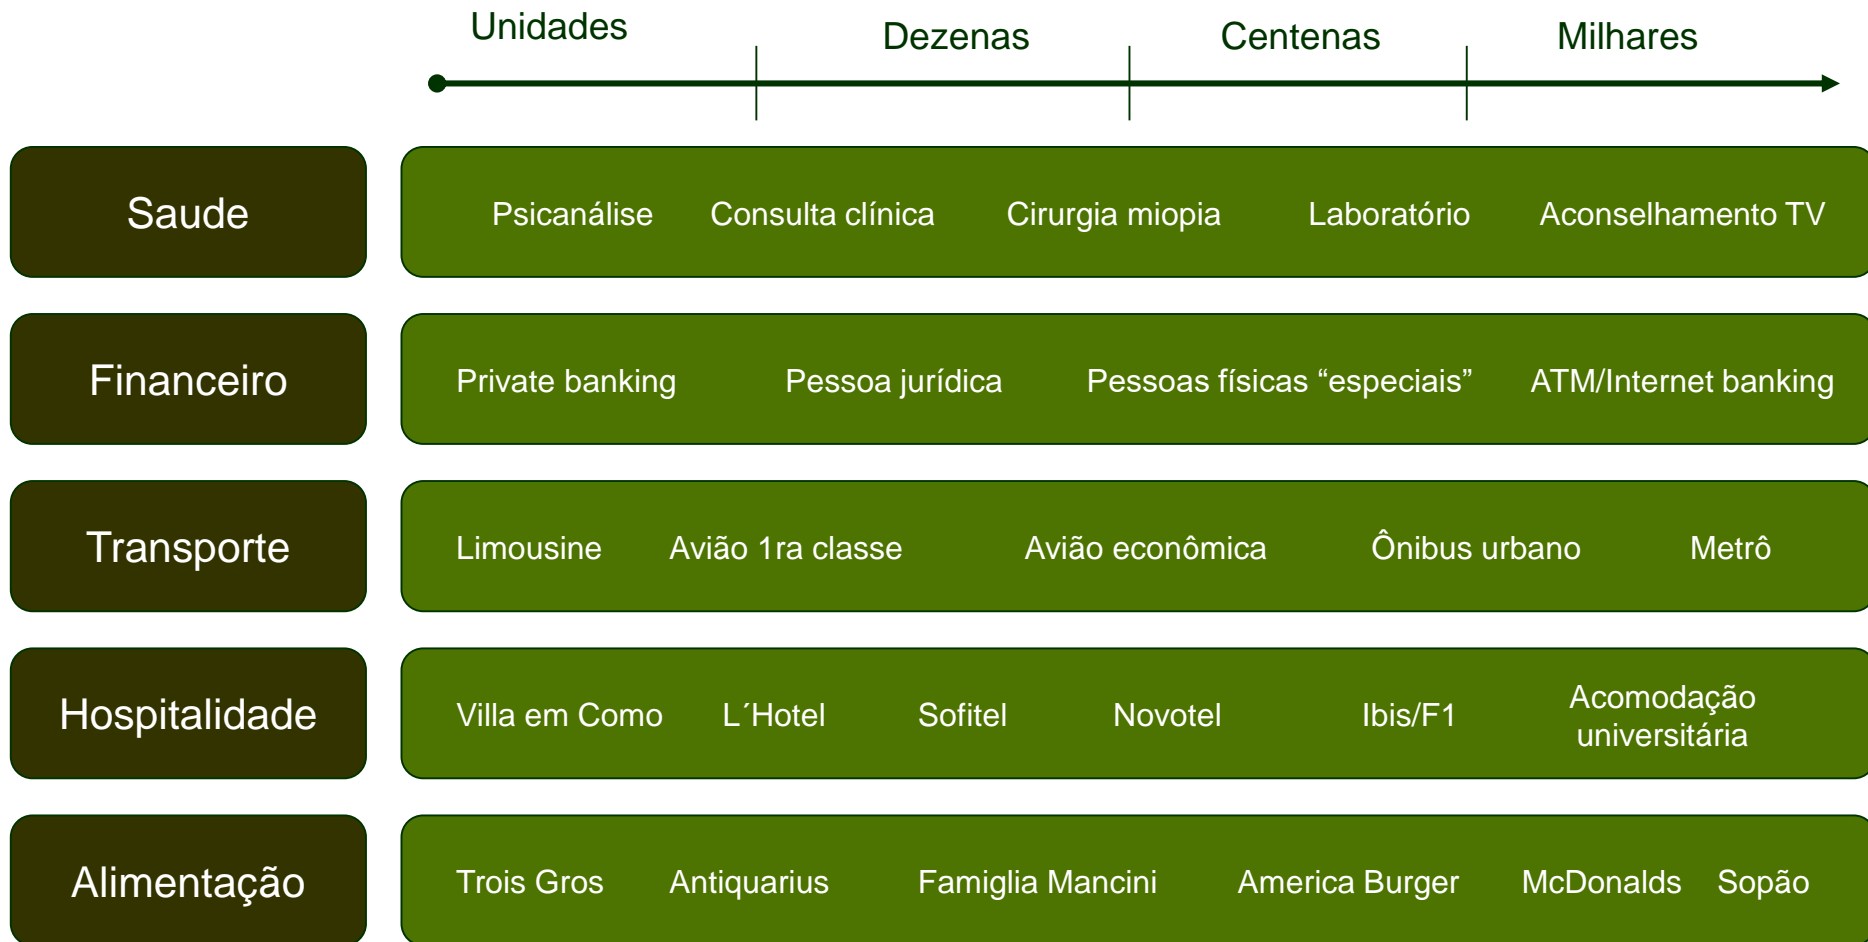 Unidades
Dezenas
Centenas
Milhares
Saude
Psicanálise
Consulta clínica
Cirurgia miopia
Laboratório
Aconselhamento TV
Financeiro
Private banking
Pessoa jurídica
Pessoas físicas “especiais”
ATM/Internet banking
Transporte
Limousine
Avião 1ra classe
Avião econômica
Ônibus urbano
Metrô
Hospitalidade
Villa em Como
L´Hotel
Sofitel
Novotel
Ibis/F1
Acomodação
universitária
Alimentação
Trois Gros
Antiquarius
Famiglia Mancini
America Burger
McDonalds
Sopão